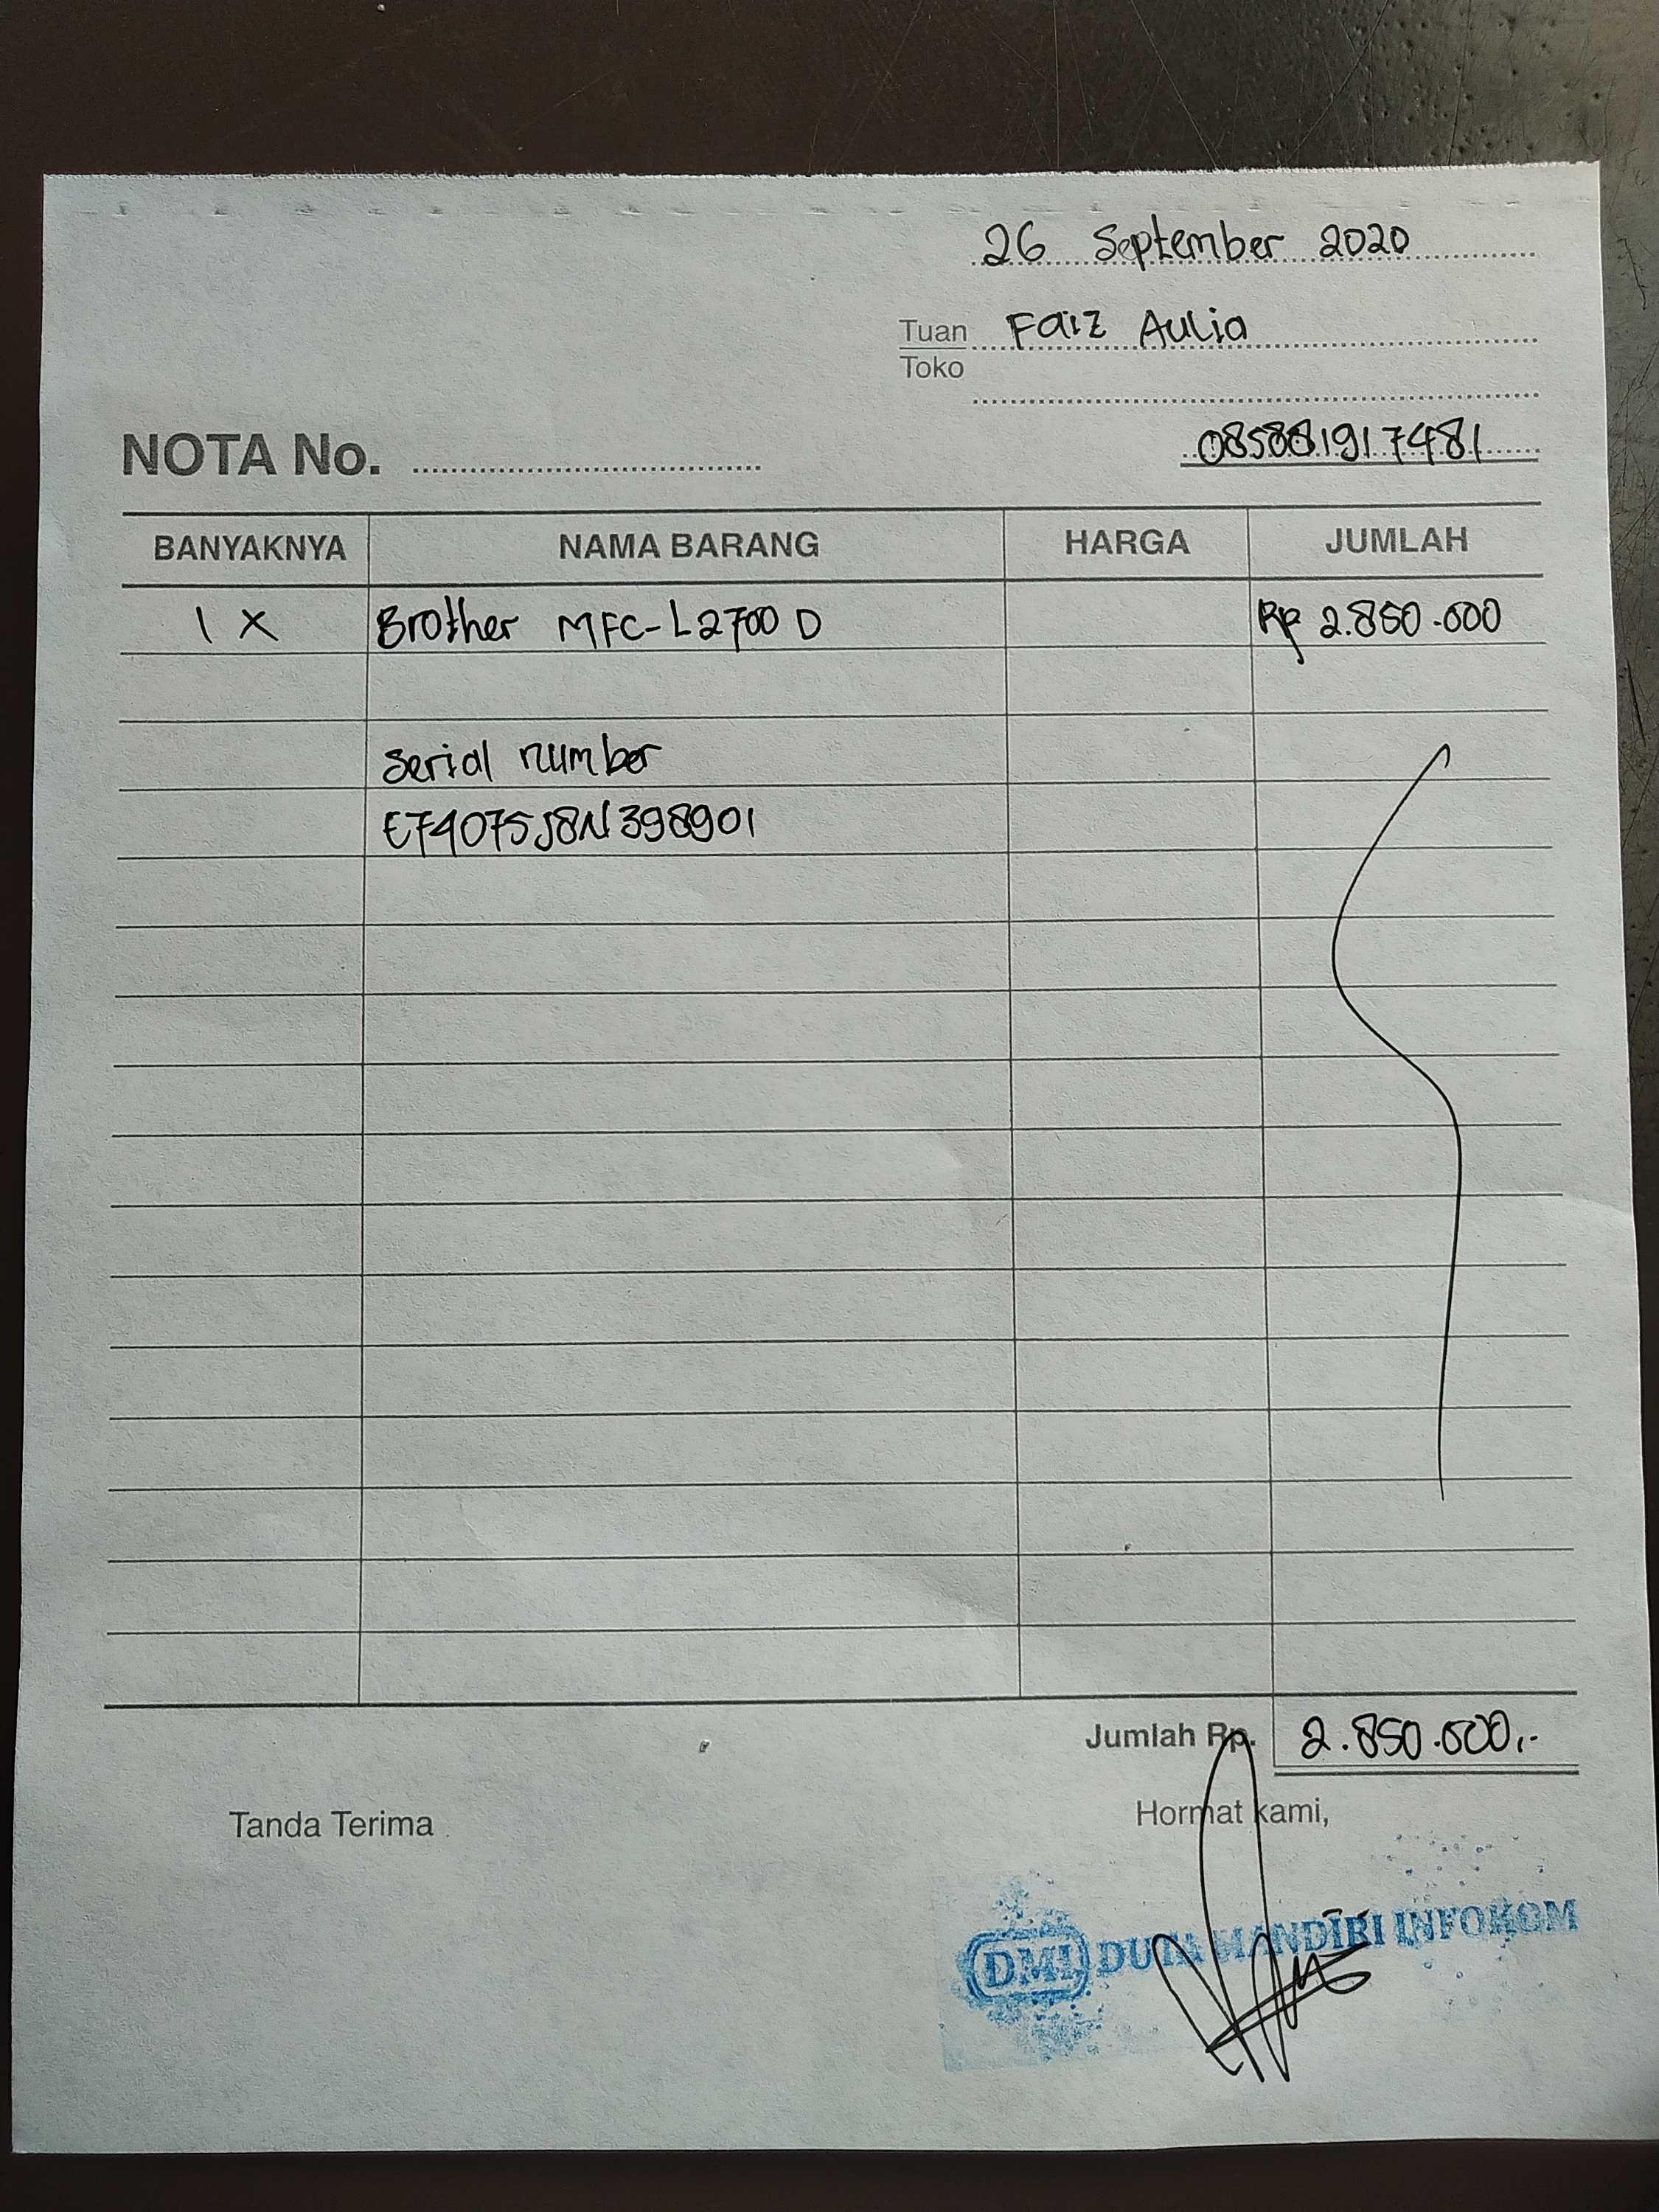 26 September 2020
Tuan Faiz Aulia
Toko
NOTA No.
085881917481
BANYAKNYA NAMA BARANG HARGA JUMLAH
1 X Brother MFC-L2700 D Rp 2.850.000
Serial number
E74075J8N398901
Jumlah Rp. 2.850.000,-
Tanda Terima Hormat kami,
DMI DUTA MANDIRI INFOKOM